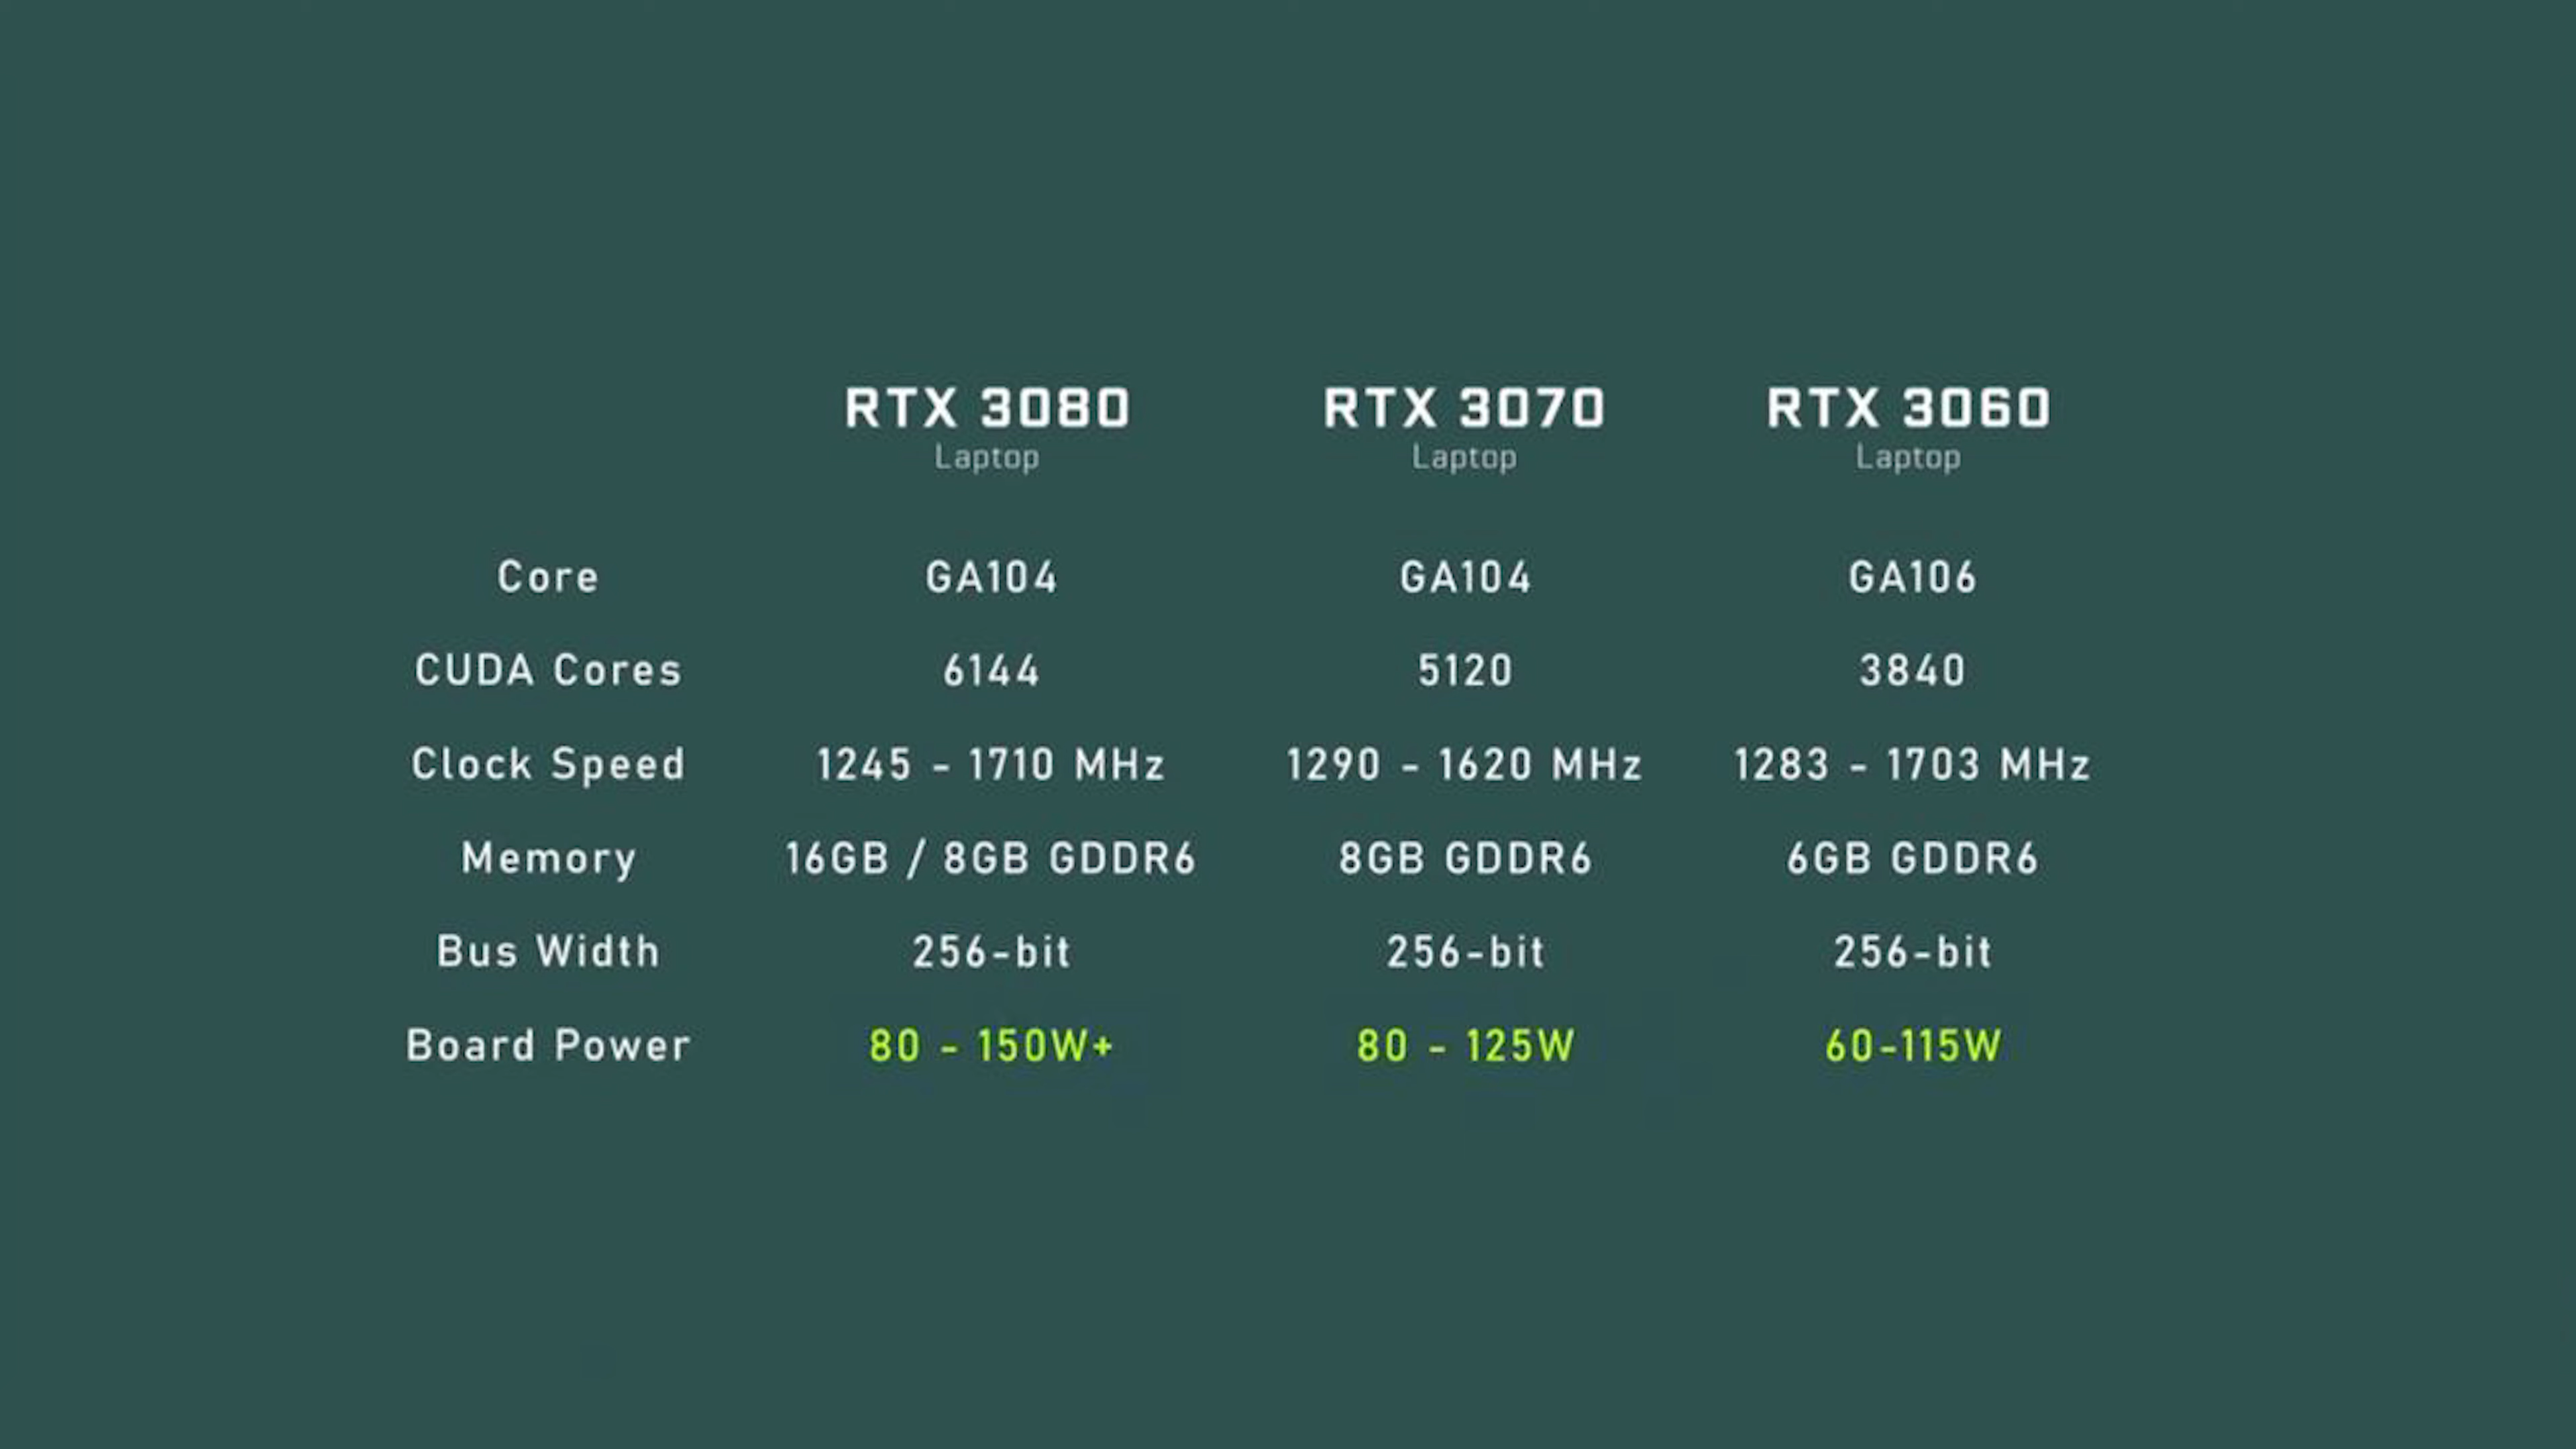 RTX 3080 RTX 3070 RTX 3060
Laptop Laptop Laptop
Core GA104 GA104 GA106
CUDA Cores 6144 5120 3840
Clock Speed 1245 - 1710 MHz 1290 - 1620 MHz 1283 - 1703 MHz
Memory 16GB / 8GB GDDR6 8GB GDDR6 6GB GDDR6
Bus Width 256-bit 256-bit 256-bit
Board Power 80 - 150W+ 80 - 125W 60-115W